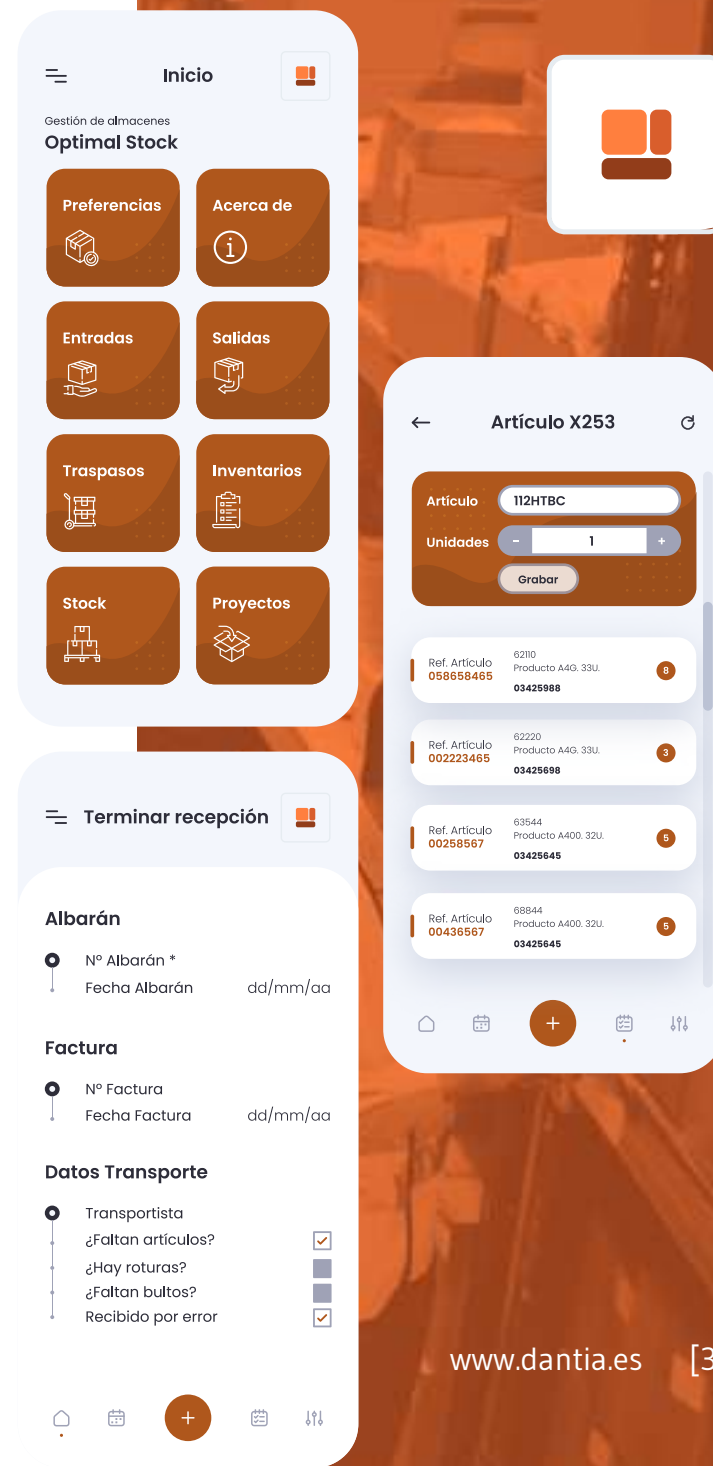 Inicio
Gestión de almacenes
Optimal Stock
Preferencias
Acerca de
i
Entradas
Salidas
Traspasos
Inventarios
Stock
Proyectos
Artículo X253
Artículo
112HTBC
Unidades
-
1
+
Grabar
Ref. Artículo
058658465
62110
Producto A4G. 33U.
03425988
8
Ref. Artículo
002223465
62220
Producto A4G. 33U.
03425698
3
Ref. Artículo
00258567
63544
Producto A400. 32U.
03425645
5
Ref. Artículo
00436567
68844
Producto A400. 32U.
03425645
5
+
Terminar recepción
Albarán
Nº Albarán *
Fecha Albarán dd/mm/aa
Factura
Nº Factura
Fecha Factura dd/mm/aa
Datos Transporte
Transportista
¿Faltan artículos?
¿Hay roturas?
¿Faltan bultos?
Recibido por error
+
www.dantia.es [3